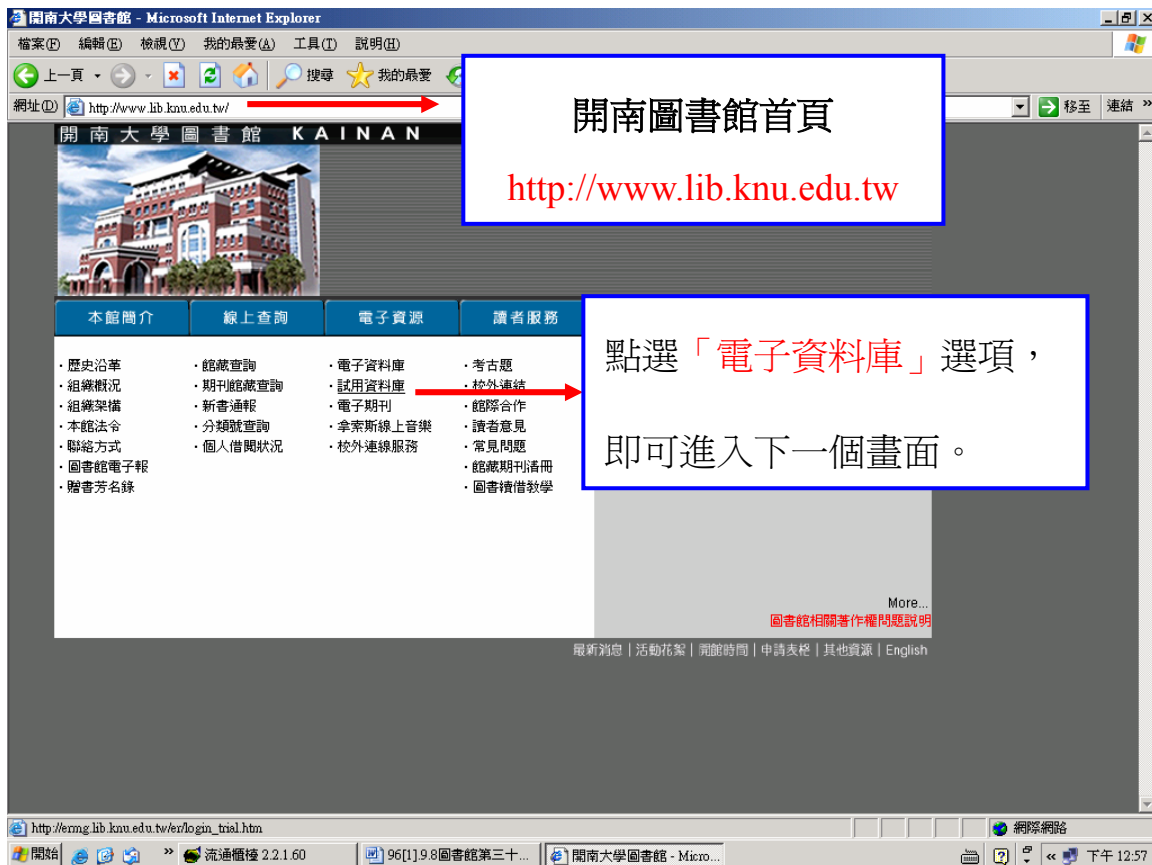 開南大學圖書館 - Microsoft Internet Explorer
檔案(F) 編輯(E) 檢視(V) 我的最愛(A) 工具(T) 說明(H)
上一頁 搜尋 我的最愛
網址(D) http://www.lib.knu.edu.tw/ 移至 連結 »
開南大學圖書館 KAINAN
開南圖書館首頁
http://www.lib.knu.edu.tw
本館簡介 線上查詢 電子資源 讀者服務
點選「電子資料庫」選項，
即可進入下一個畫面。
·歷史沿革
·組織概況
·組織架構
·本館法令
·聯絡方式
·圖書館電子報
·贈書芳名錄
·館藏查詢
·期刊館藏查詢
·新書通報
·分類號查詢
·個人借閱狀況
·電子資料庫
·試用資料庫
·電子期刊
·拿索斯線上音樂
·校外連線服務
·考古題
·校外連結
·館際合作
·讀者意見
·常見問題
·館藏期刊清冊
·圖書續借教學
More...
圖書館相關著作權問題說明
最新消息 | 活動花絮 | 開館時間 | 申請表格 | 其他資源 | English
http://ermg.lib.knu.edu.tw/er/login_trial.htm 網際網路
開始 » 流通櫃檯 2.2.1.60 96[1].9.8圖書館第三十... 開南大學圖書館 - Micro... « 下午 12:57